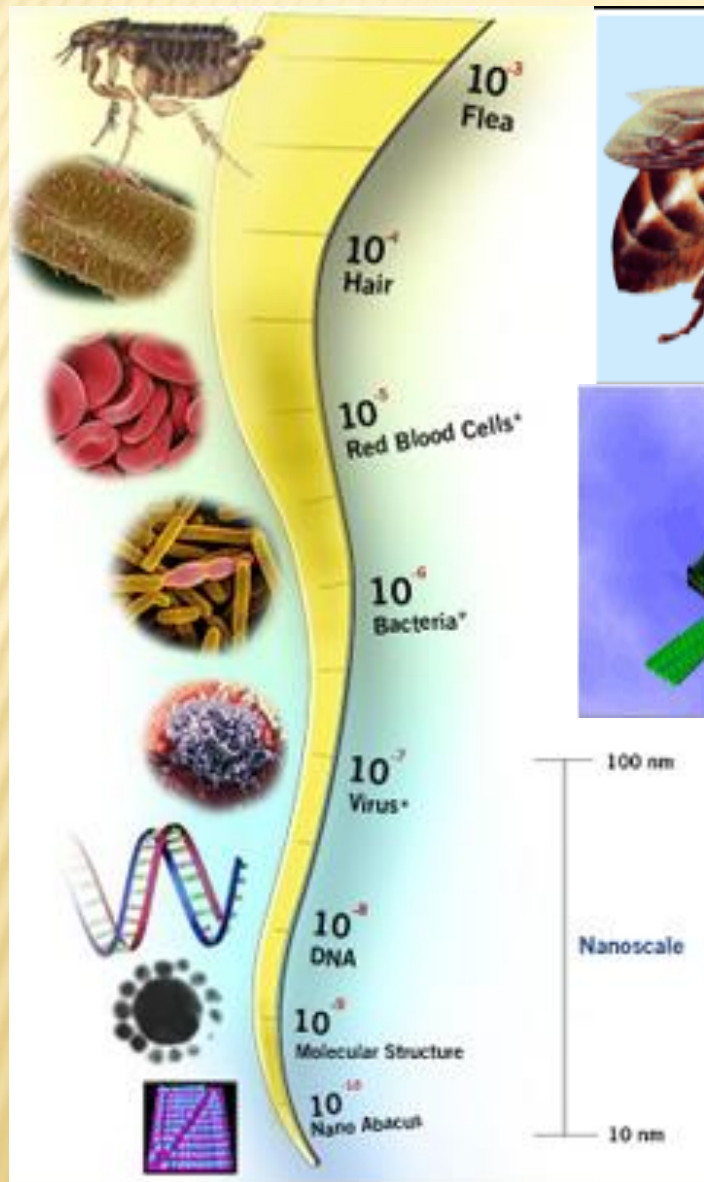 10⁻³
Flea
10⁻⁴
Hair
10⁻⁵
Red Blood Cells*
10⁻⁶
Bacteria*
10⁻⁷
Virus*
100 nm
10⁻⁸
DNA
Nanoscale
10⁻⁹
Molecular Structure
10⁻¹⁰
Nano Abacus
10 nm